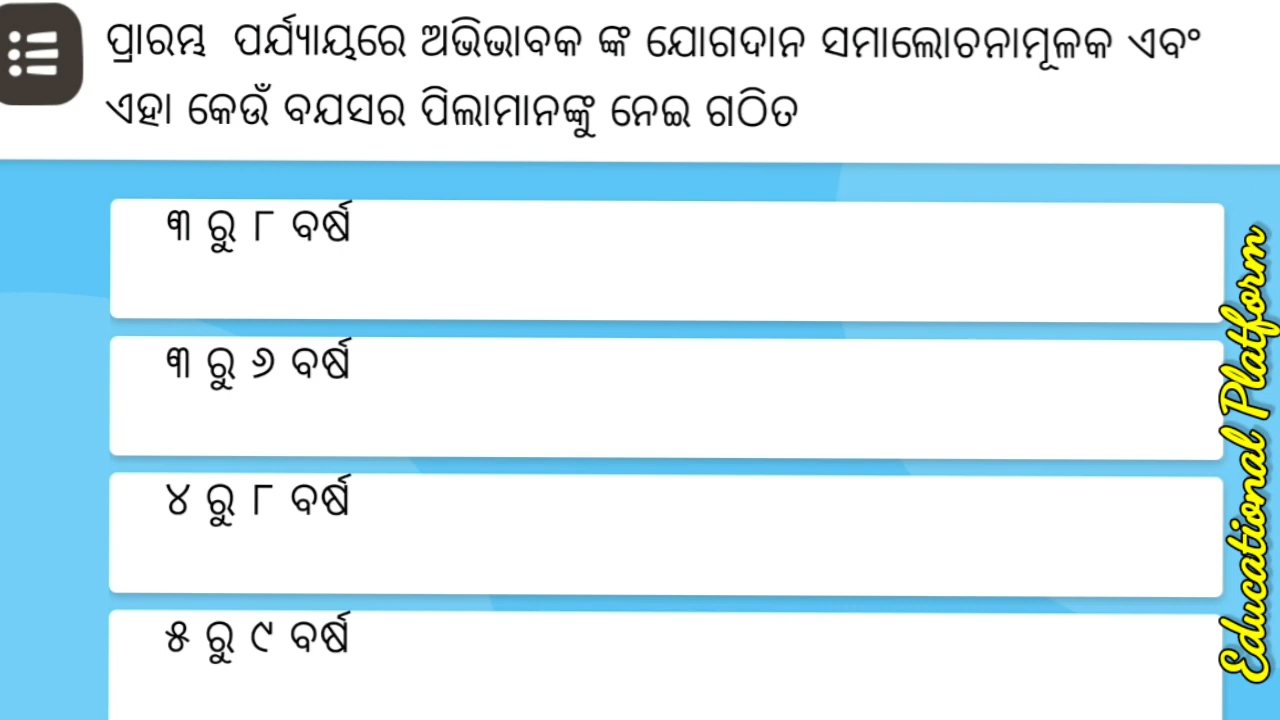 ପ୍ରାରମ୍ଭ ପର୍ଯ୍ୟାୟରେ ଅଭିଭାବକ ଙ୍କ ଯୋଗଦାନ ସମାଲୋଚନାମୂଳକ ଏବଂ
ଏହା କେଉଁ ବଯସର ପିଲାମାନଙ୍କୁ ନେଇ ଗଠିତ
୩ ରୁ ୮ ବର୍ଷ
୩ ରୁ ୬ ବର୍ଷ
୪ ରୁ ୮ ବର୍ଷ
୫ ରୁ ୯ ବର୍ଷ
Educational Platform